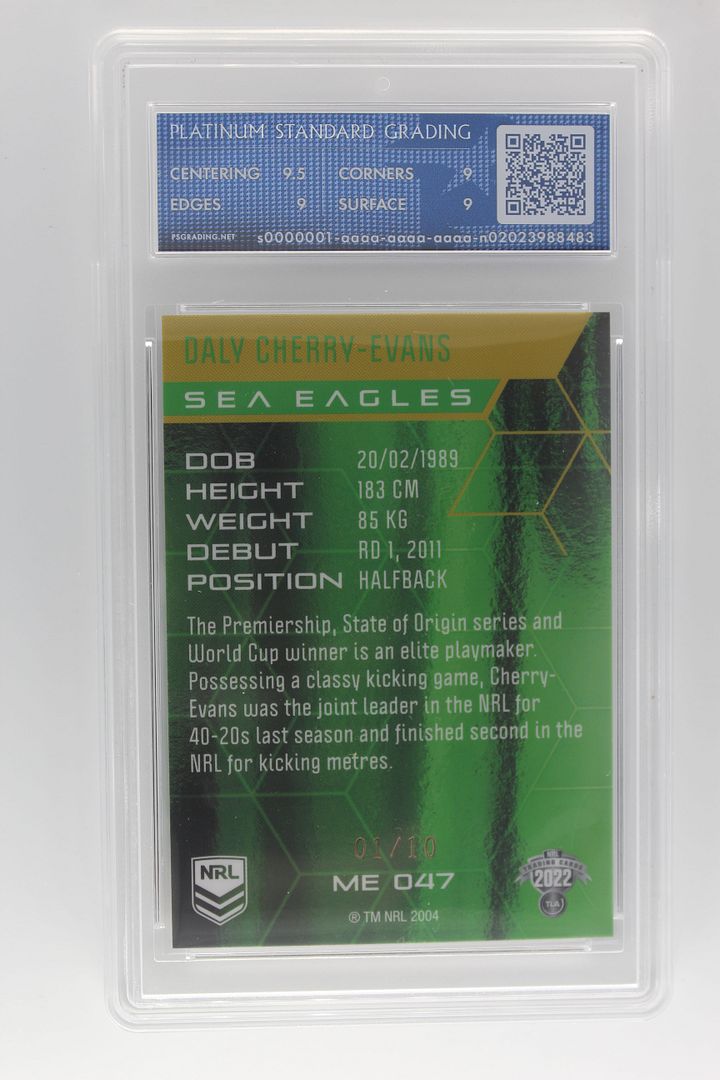 PLATINUM STANDARD GRADING
CENTERING 9.5 CORNERS 9
EDGES 9 SURFACE 9
PSGRADING.NET s0000001-aaaa-aaaa-aaaa-n02023988483
DALY CHERRY-EVANS
SEA EAGLES
DOB 20/02/1989
HEIGHT 183 CM
WEIGHT 85 KG
DEBUT RD 1, 2011
POSITION HALFBACK
The Premiership, State of Origin series and
World Cup winner is an elite playmaker.
Possessing a classy kicking game, Cherry-
Evans was the joint leader in the NRL for
40-20s last season and finished second in the
NRL for kicking metres.
01/10
NRL
ME 047
® TM NRL 2004
NRL
TRADING CARDS
2022
TLA